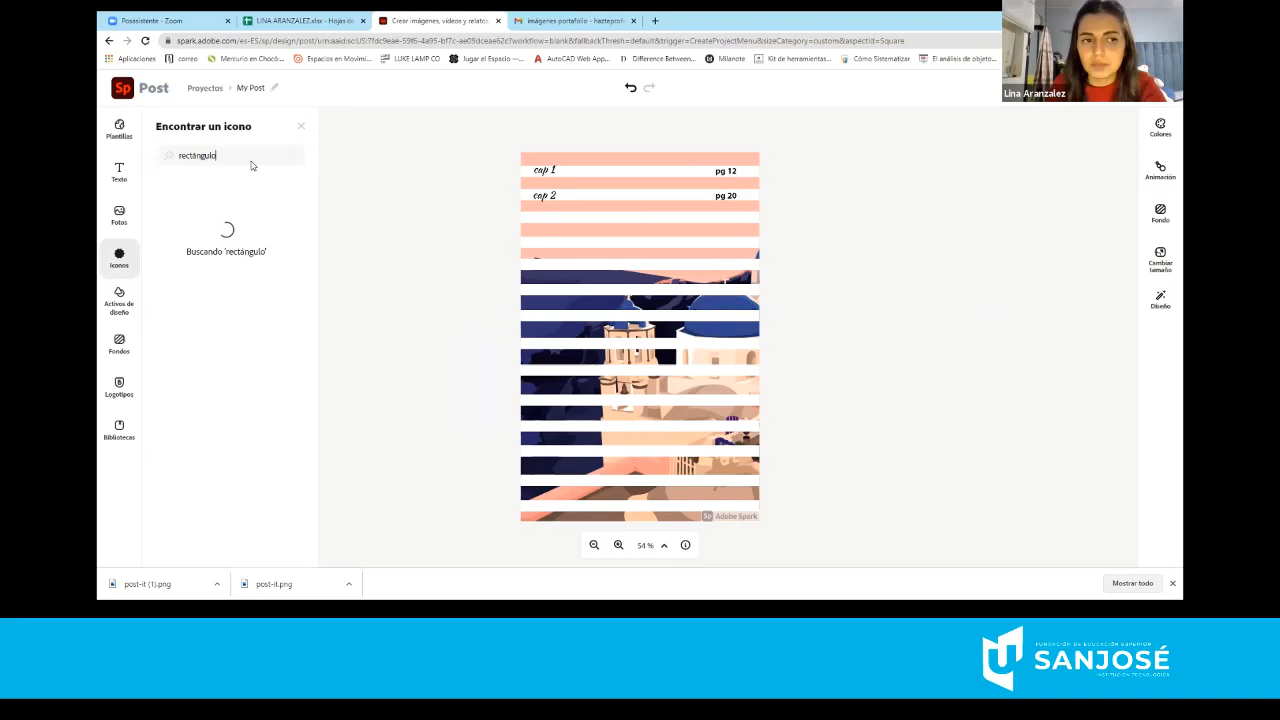 Posasistente - Zoom
LINA ARANZALEZ.xlsx - Hojas de
Crear imágenes, vídeos y relatos
imágenes portafolio - hazteprofe
spark.adobe.com/es-ES/sp/design/post/urn:aaid:sc:US:7fdc9eae-59f6-4a95-bf7c-ae09dceae62c?workflow=blank&fallbackThresh=default&trigger=CreateProjectMenu&sizeCategory=custom&aspectId=Square
Aplicaciones
correo
Mercurio en Chocó:...
Espacios en Movimi...
LUKE LAMP CO
Jugar el Espacio —...
AutoCAD Web App...
Difference Between...
Milanote
Kit de herramientas...
Cómo Sistematizar
El análisis de objeto...
Lina Aranzalez
Sp Post
Proyectos
My Post
Plantillas
Texto
Fotos
Iconos
Activos de diseño
Fondos
Logotipos
Bibliotecas
Encontrar un icono
rectángulo
Buscando 'rectángulo'
cap 1 pg 12
cap 2 pg 20
Sp Adobe Spark
54 %
Colores
Animación
Fondo
Cambiar tamaño
Diseño
post-it (1).png
post-it.png
Mostrar todo
FUNDACIÓN DE EDUCACIÓN SUPERIOR
SANJOSÉ
INSTITUCIÓN TECNOLÓGICA